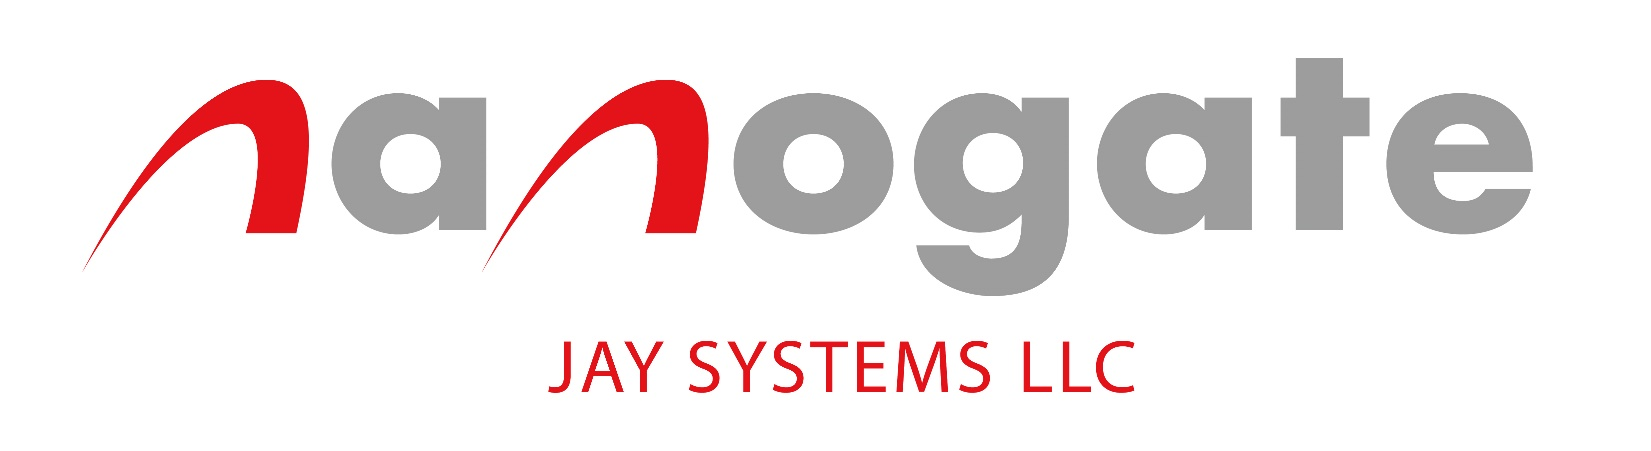 nanogate
JAY SYSTEMS LLC